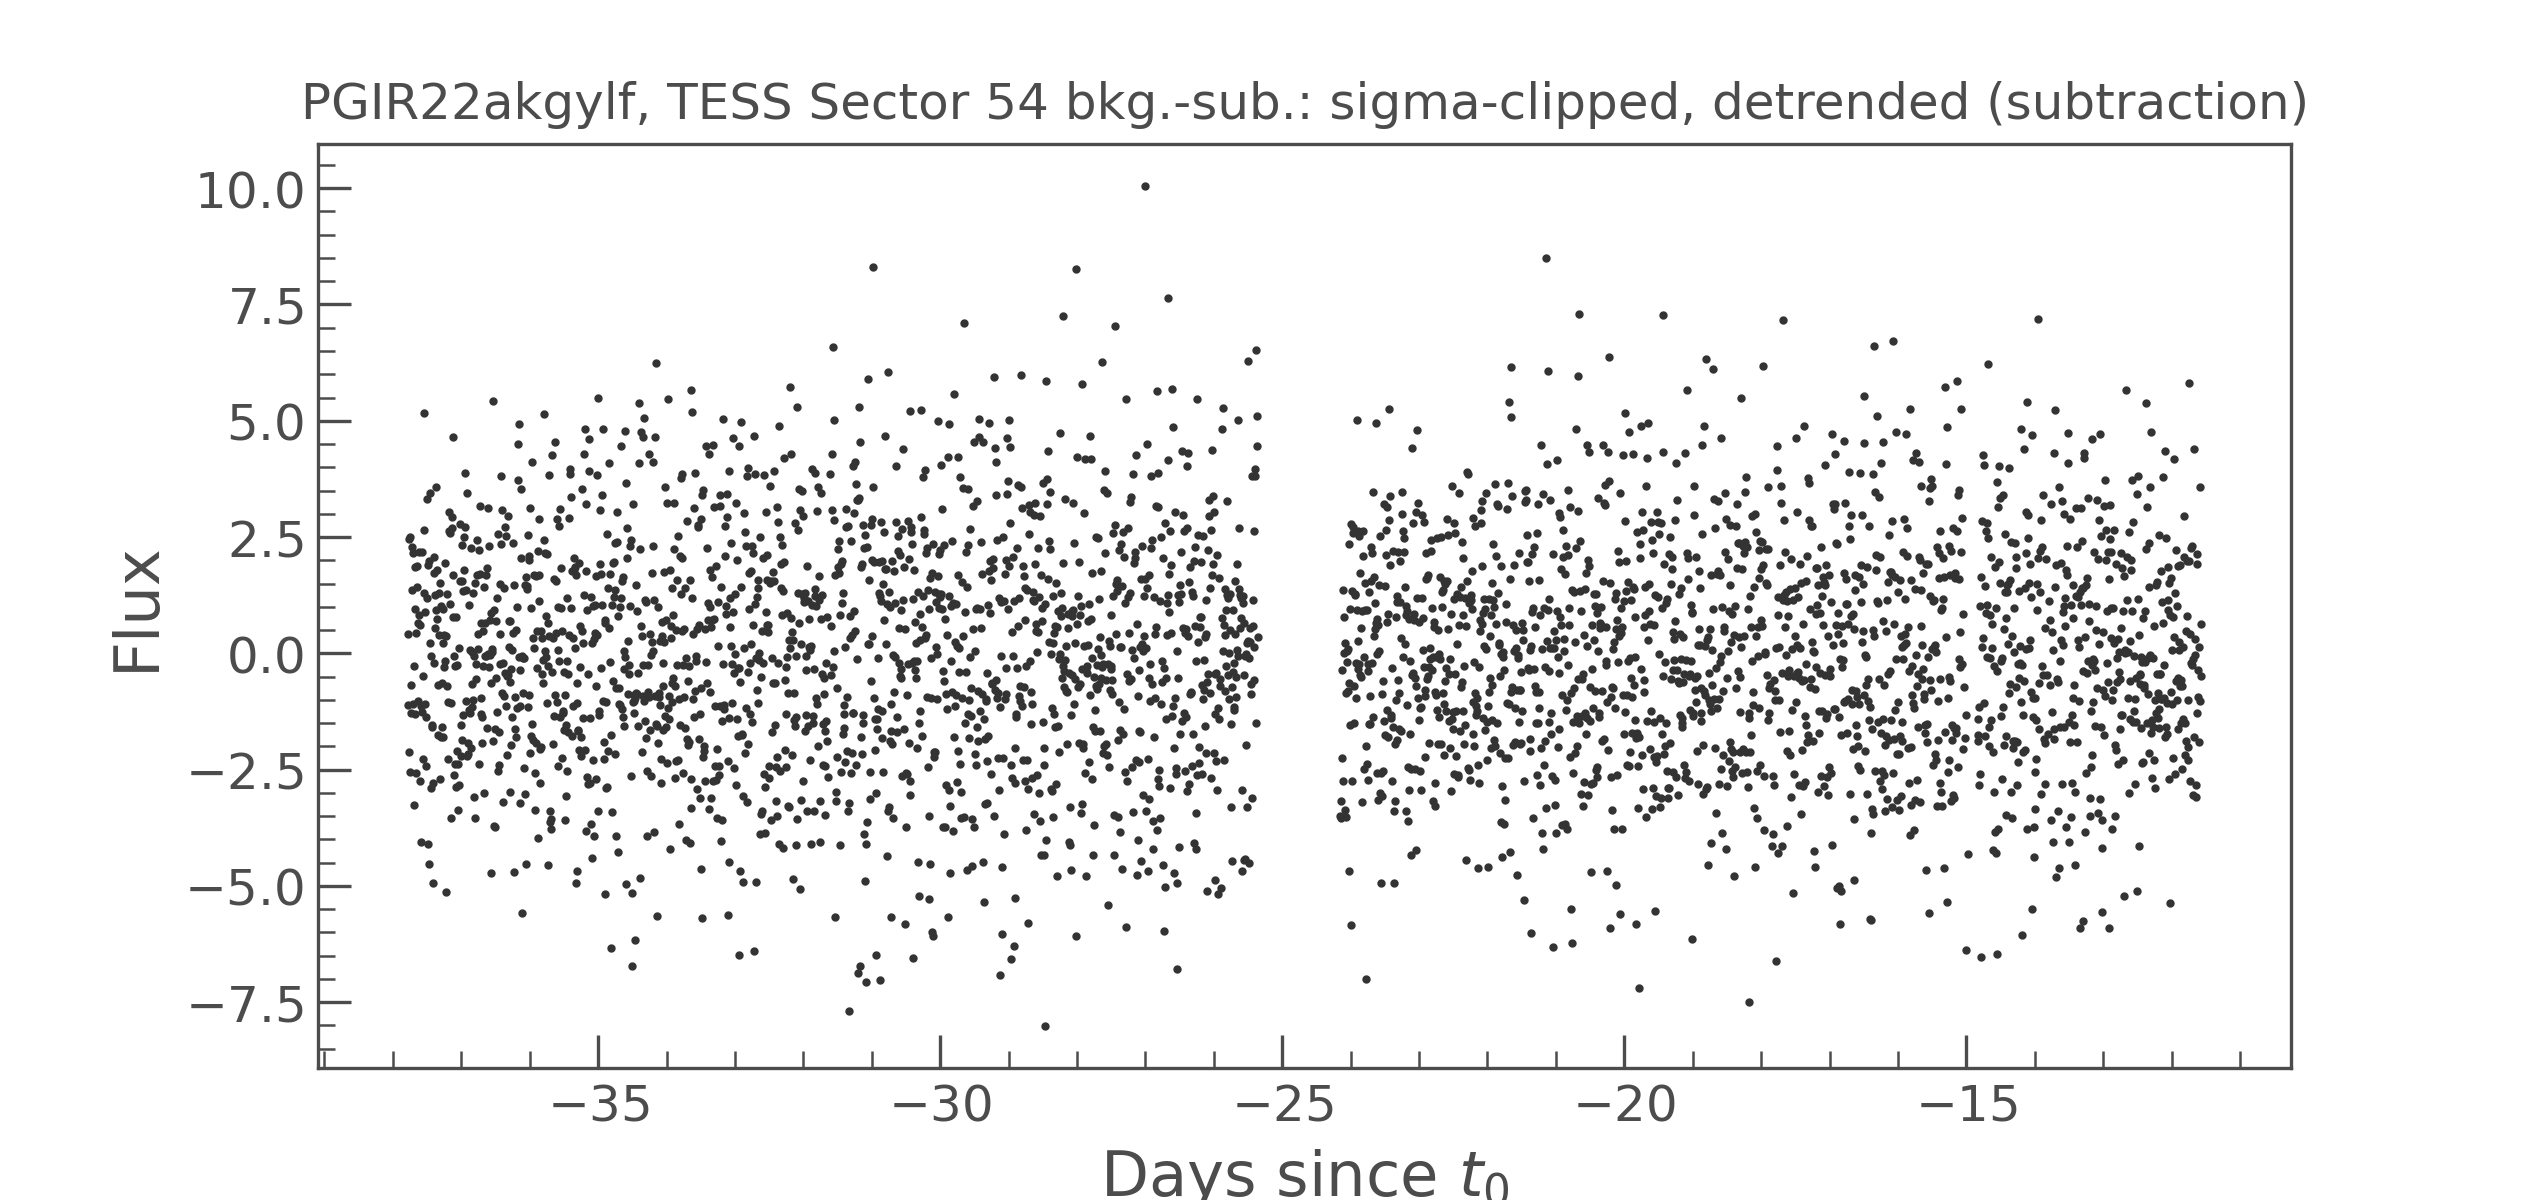 PGIR22akgylf, TESS Sector 54 bkg.-sub.: sigma-clipped, detrended (subtraction)
Flux
10.0
7.5
5.0
2.5
0.0
−2.5
−5.0
−7.5
−35 −30 −25 −20 −15
Days since t0